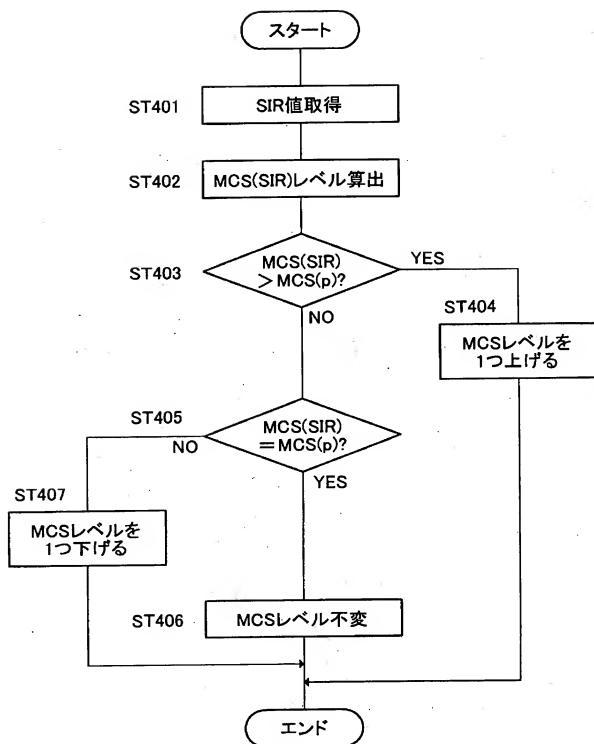 スタート
ST401
SIR値取得
ST402
MCS(SIR)レベル算出
ST403
MCS(SIR)
＞MCS(p)?
YES
NO
ST404
MCSレベルを
1つ上げる
ST405
MCS(SIR)
＝MCS(p)?
NO
YES
ST407
MCSレベルを
1つ下げる
ST406
MCSレベル不変
エンド